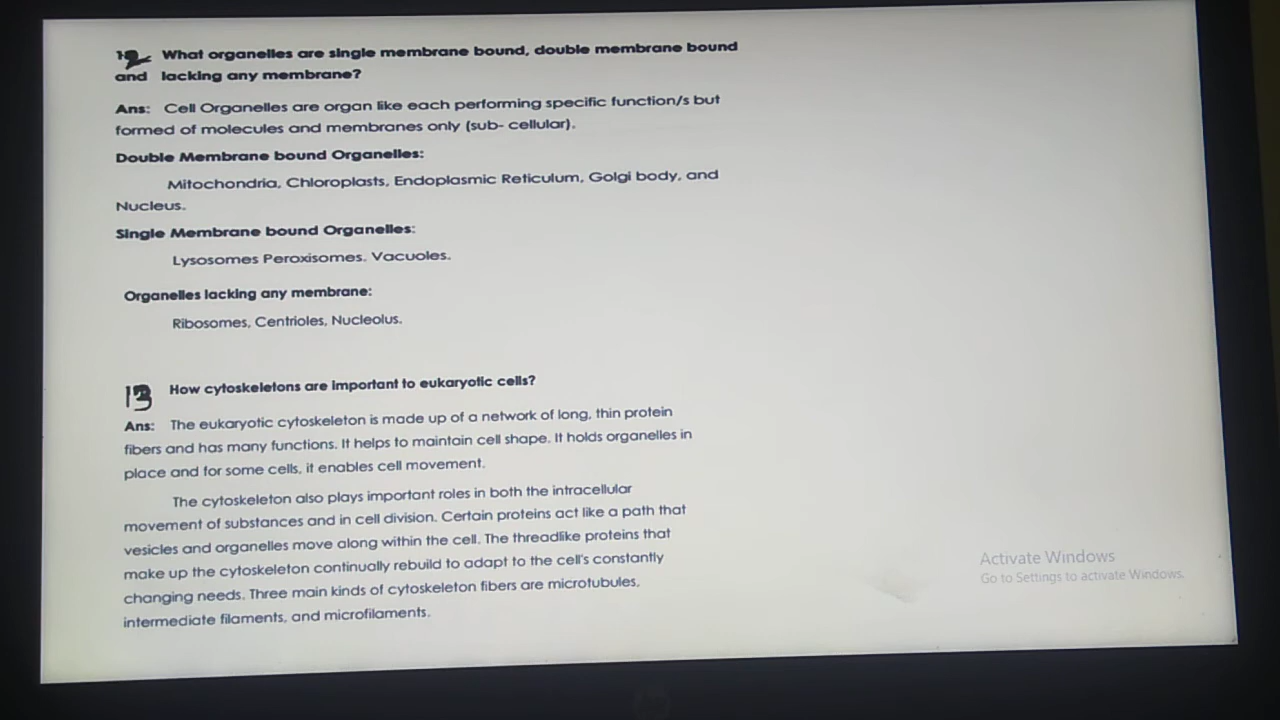 12 What organelles are single membrane bound, double membrane bound
and lacking any membrane?
Ans: Cell Organelles are organ like each performing specific function/s but
formed of molecules and membranes only (sub- cellular).
Double Membrane bound Organelles:
Mitochondria, Chloroplasts, Endoplasmic Reticulum, Golgi body, and
Nucleus.
Single Membrane bound Organelles:
Lysosomes Peroxisomes. Vacuoles.
Organelles lacking any membrane:
Ribosomes, Centrioles, Nucleolus.
13 How cytoskeletons are important to eukaryotic cells?
Ans: The eukaryotic cytoskeleton is made up of a network of long, thin protein
fibers and has many functions. It helps to maintain cell shape. It holds organelles in
place and for some cells, it enables cell movement.
The cytoskeleton also plays important roles in both the intracellular
movement of substances and in cell division. Certain proteins act like a path that
vesicles and organelles move along within the cell. The threadlike proteins that
make up the cytoskeleton continually rebuild to adapt to the cell's constantly
changing needs. Three main kinds of cytoskeleton fibers are microtubules,
intermediate filaments, and microfilaments.
Activate Windows
Go to Settings to activate Windows.